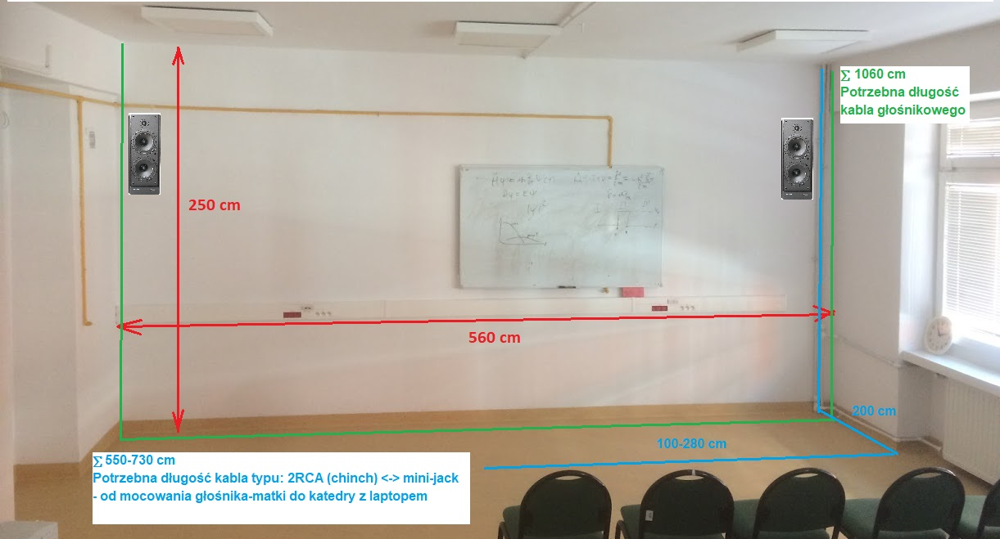 ∑ 1060 cm
Potrzebna długość
kabla głośnikowego
250 cm
560 cm
200 cm
100-280 cm
∑ 550-730 cm
Potrzebna długość kabla typu: 2RCA (chinch) <-> mini-jack
- od mocowania głośnika-matki do katedry z laptopem